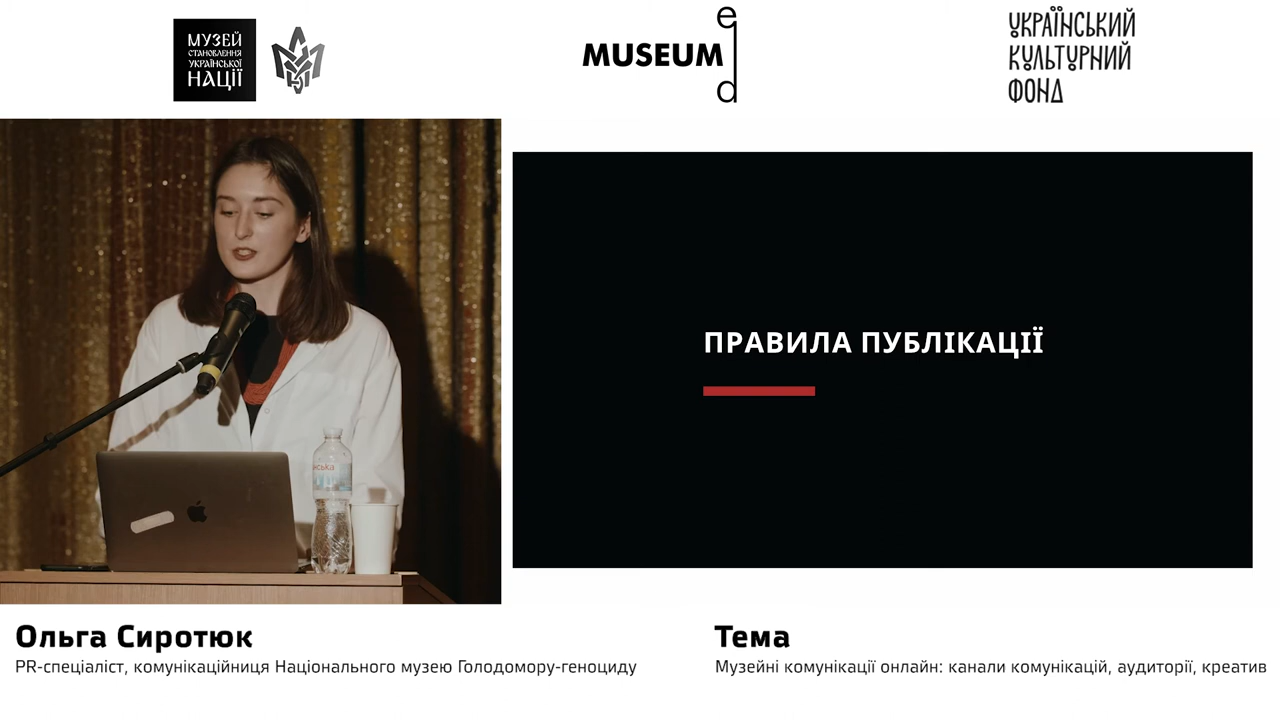 МУЗЕЙ
СТАНОВЛЕННЯ
УКРАЇНСЬКОЇ
НАЦІЇ
MUSEUM
ed
УКРАЇНСЬКИЙ
КУЛЬТУРНИЙ
ФОНД
ПРАВИЛА ПУБЛІКАЦІЇ
Ольга Сиротюк
PR-спеціаліст, комунікаційниця Національного музею Голодомору-геноциду
Тема
Музейні комунікації онлайн: канали комунікацій, аудиторії, креатив